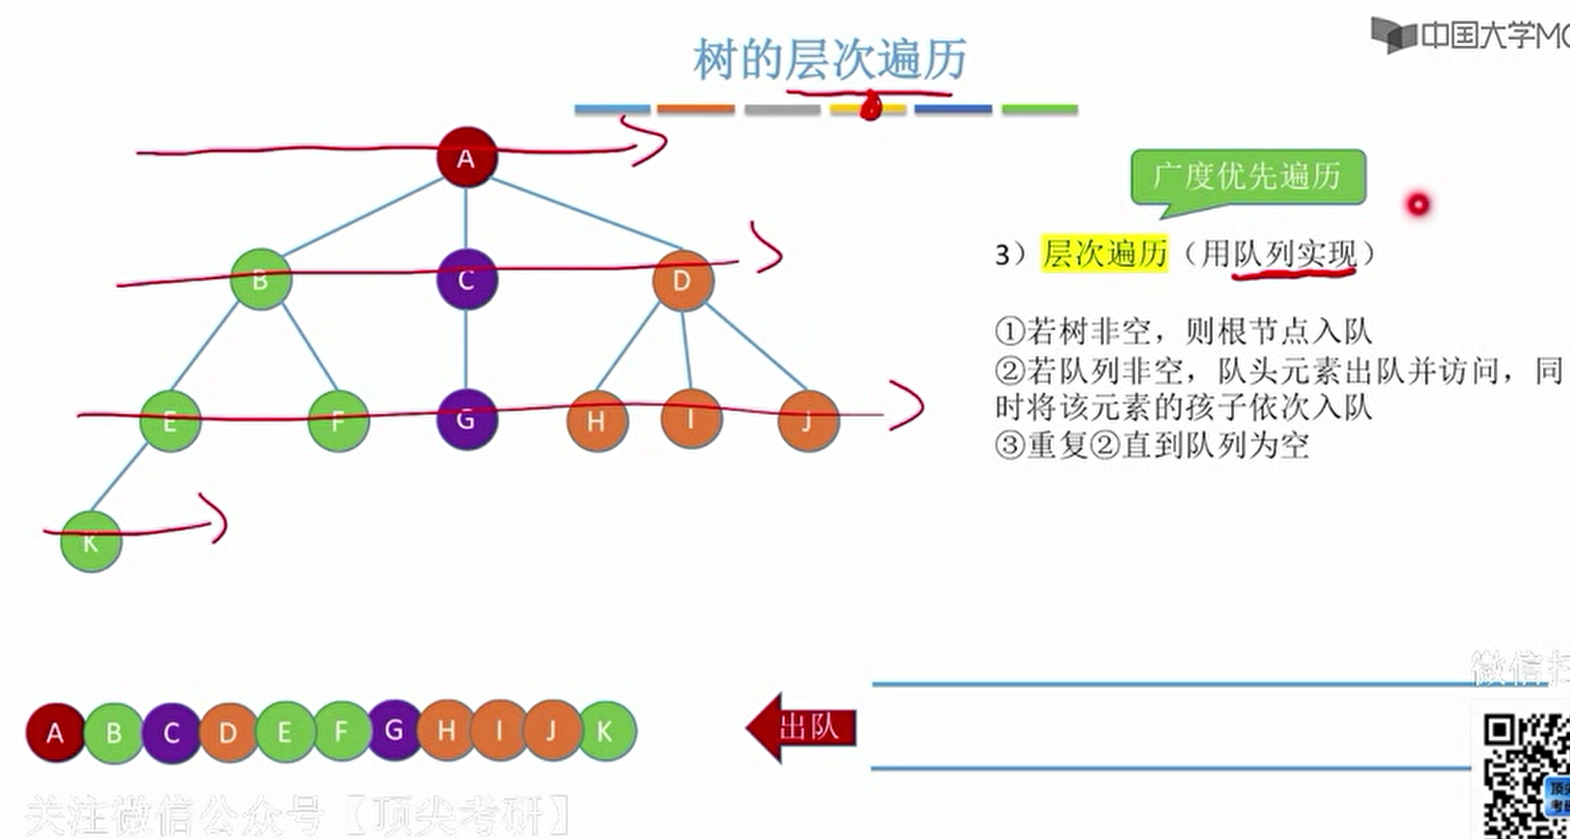 中国大学MO
树的层次遍历
A
广度优先遍历
3）层次遍历（用队列实现）
B C D
①若树非空，则根节点入队
②若队列非空，队头元素出队并访问，同
时将该元素的孩子依次入队
③重复②直到队列为空
E F G H I J
K
微信扫
A B C D E F G H I J K
出队
顶尖
考研
关注微信公众号【顶尖考研】